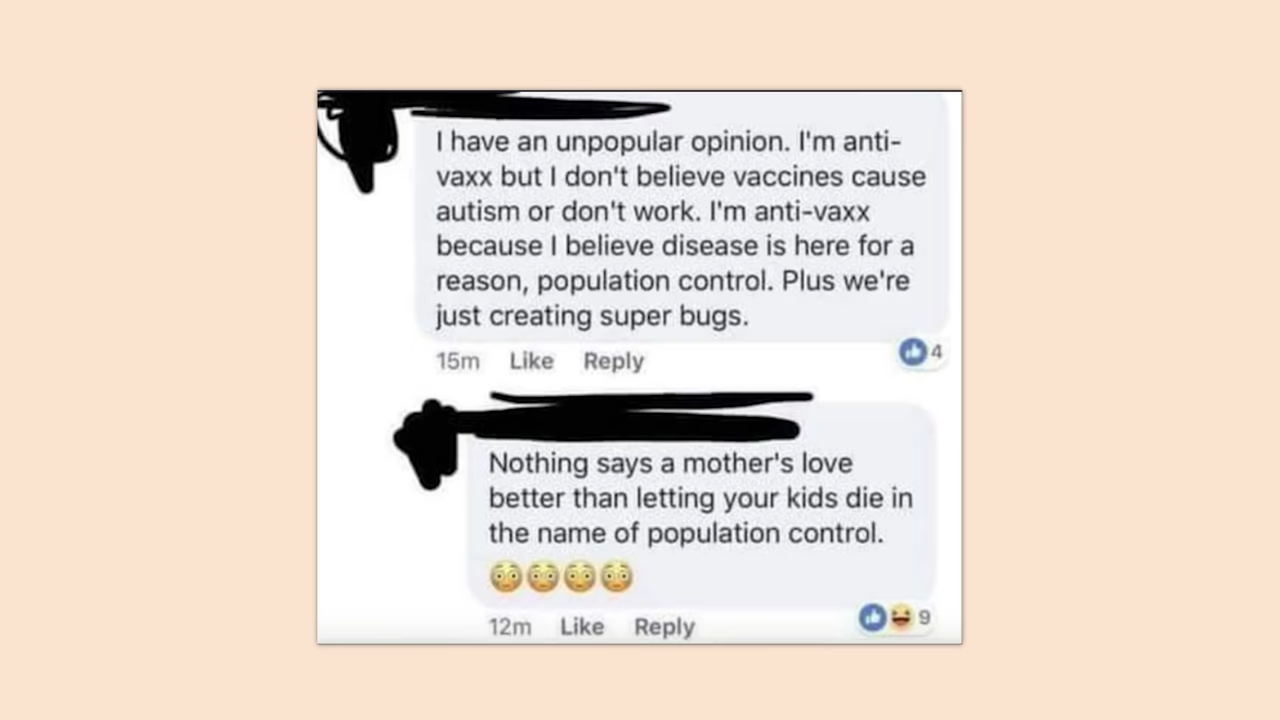 I have an unpopular opinion. I'm anti-
vaxx but I don't believe vaccines cause
autism or don't work. I'm anti-vaxx
because I believe disease is here for a
reason, population control. Plus we're
just creating super bugs.
15m Like Reply
4
Nothing says a mother's love
better than letting your kids die in
the name of population control.
😳😳😳😳
12m Like Reply
9